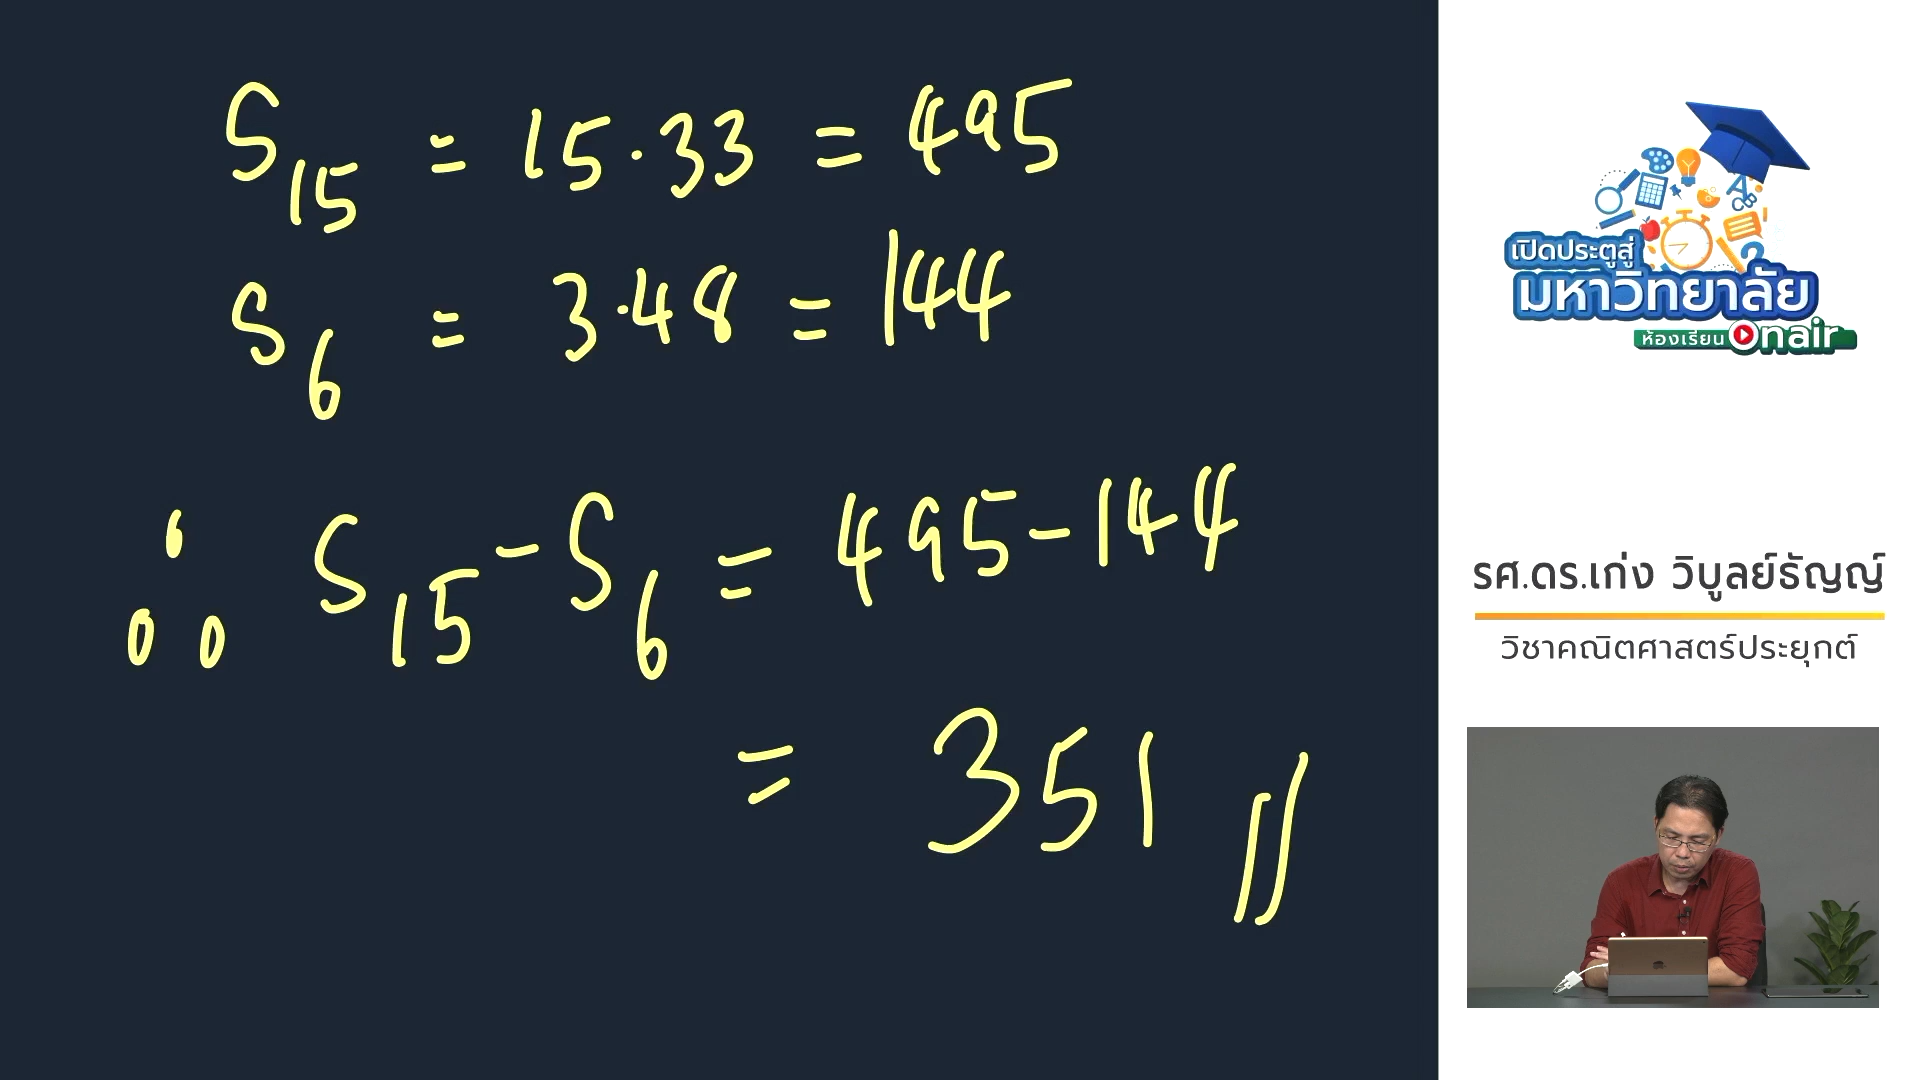 S₁₅ = 15·33 = 495
S₆ = 3·48 = 144
∴ S₁₅ - S₆ = 495 - 144
= 351 //
เปิดประตูสู่
มหาวิทยาลัย
ห้องเรียน Onair
รศ.ดร.เก่ง วิบูลย์ธัญญ์
วิชาคณิตศาสตร์ประยุกต์